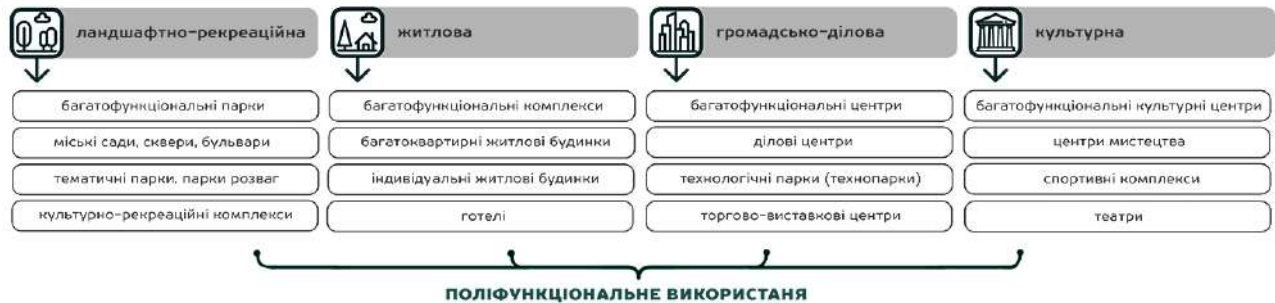 ландшафтно-рекреаційна
багатофункціональні парки
міські сади, сквери, бульвари
тематичні парки, парки розваг
культурно-рекреаційні комплекси
житлова
багатофункціональні комплекси
багатоквартирні житлові будинки
індивідуальні житлові будинки
готелі
громадсько-ділова
багатофункціональні центри
ділові центри
технологічні парки (технопарки)
торгово-виставкові центри
культурна
багатофункціональні культурні центри
центри мистецтва
спортивні комплекси
театри
ПОЛІФУНКЦІОНАЛЬНЕ ВИКОРИСТАНЯ